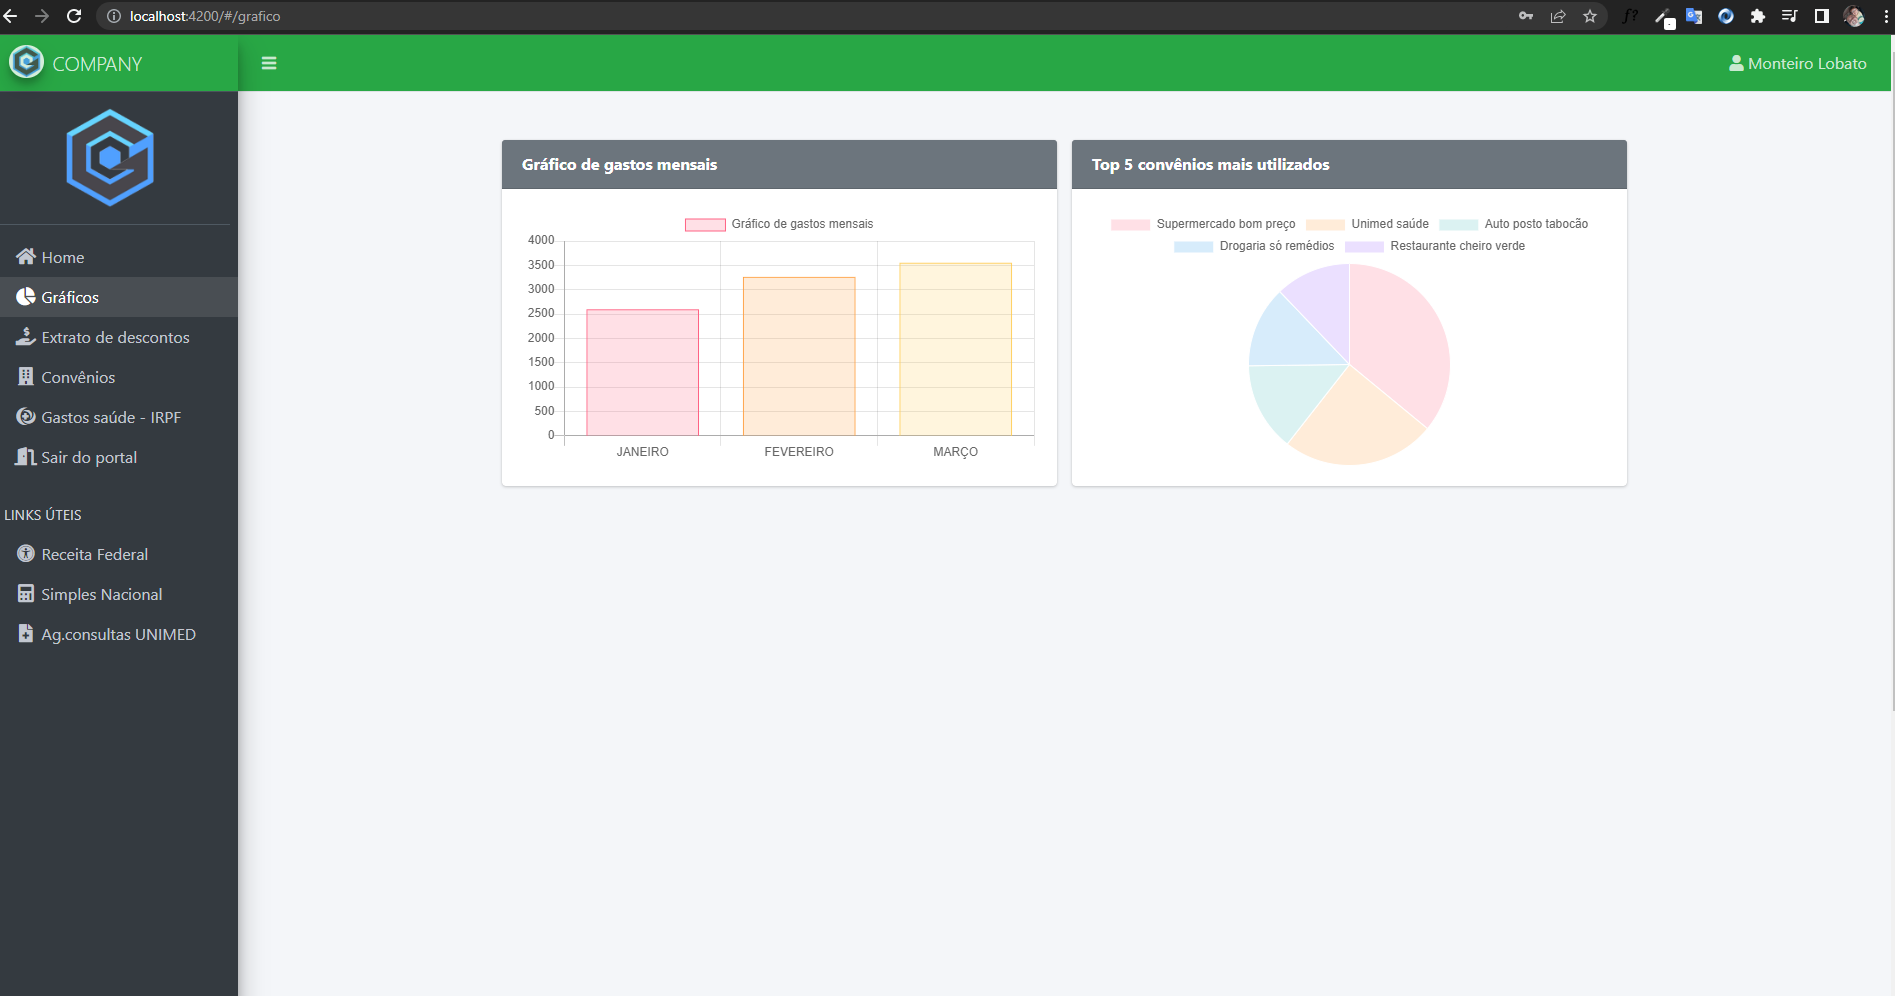 localhost:4200/#/grafico
COMPANY
Monteiro Lobato
Home
Gráficos
Extrato de descontos
Convênios
Gastos saúde - IRPF
Sair do portal
LINKS ÚTEIS
Receita Federal
Simples Nacional
Ag.consultas UNIMED
Gráfico de gastos mensais
Gráfico de gastos mensais
4000
3500
3000
2500
2000
1500
1000
500
0
JANEIRO FEVEREIRO MARÇO
Top 5 convênios mais utilizados
Supermercado bom preço Unimed saúde Auto posto tabocão
Drogaria só remédios Restaurante cheiro verde